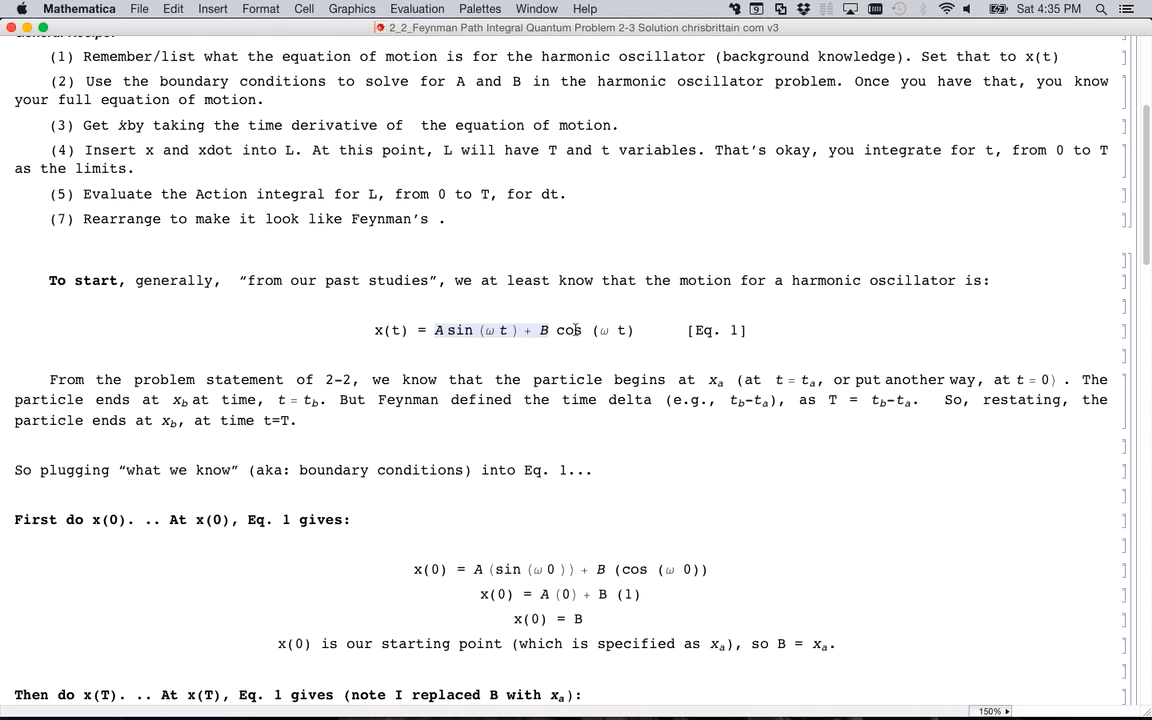 Mathematica File Edit Insert Format Cell Graphics Evaluation Palettes Window Help 9 Sat 4:35 PM
2_2_Feynman Path Integral Quantum Problem 2-3 Solution chrisbrittain com v3
General Recipe:
(1) Remember/list what the equation of motion is for the harmonic oscillator (background knowledge). Set that to x(t)
(2) Use the boundary conditions to solve for A and B in the harmonic oscillator problem. Once you have that, you know
your full equation of motion.
(3) Get ẋby taking the time derivative of the equation of motion.
(4) Insert x and xdot into L. At this point, L will have T and t variables. That's okay, you integrate for t, from 0 to T
as the limits.
(5) Evaluate the Action integral for L, from 0 to T, for dt.
(7) Rearrange to make it look like Feynman's .
To start, generally, “from our past studies”, we at least know that the motion for a harmonic oscillator is:
x(t) = A sin (ω t ) + B cos (ω t) [Eq. 1]
From the problem statement of 2-2, we know that the particle begins at xₐ (at t = tₐ, or put another way, at t = 0) . The
particle ends at x_b at time, t = t_b. But Feynman defined the time delta (e.g., t_b-tₐ), as T = t_b-tₐ. So, restating, the
particle ends at x_b, at time t=T.
So plugging “what we know” (aka: boundary conditions) into Eq. 1...
First do x(0). .. At x(0), Eq. 1 gives:
x(0) = A (sin (ω 0 )) + B (cos (ω 0))
x(0) = A (0) + B (1)
x(0) = B
x(0) is our starting point (which is specified as xₐ), so B = xₐ.
Then do x(T). .. At x(T), Eq. 1 gives (note I replaced B with xₐ):
150%